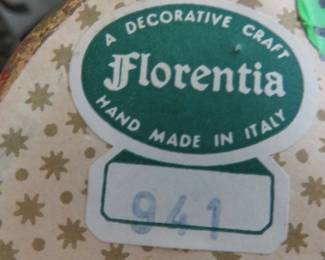 A DECORATIVE CRAFT
Florentia
HAND MADE IN ITALY
941